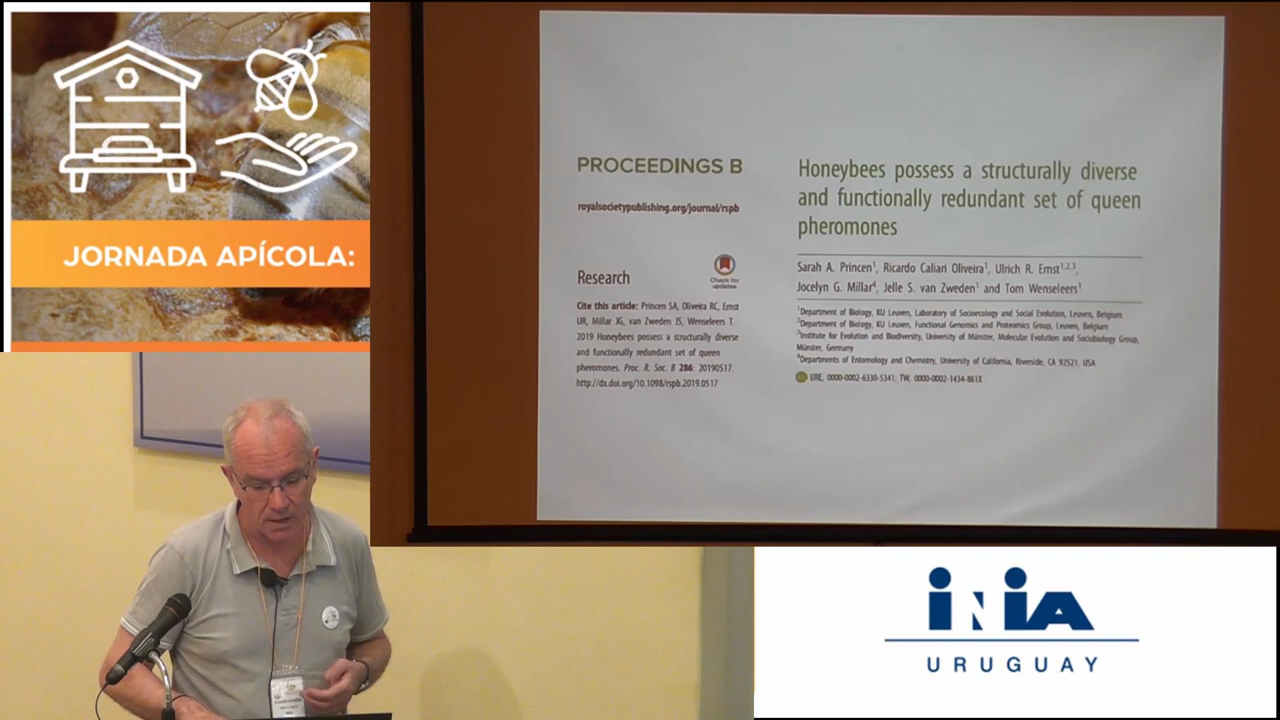 JORNADA APÍCOLA:
PROCEEDINGS B
royalsocietypublishing.org/journal/rspb
Research
Check for
updates
Cite this article: Princen SA, Oliveira RC, Ernst
UR, Millar JG, van Zweden JS, Wenseleers T.
2019 Honeybees possess a structurally diverse
and functionally redundant set of queen
pheromones. Proc. R. Soc. B 286: 20190517.
http://dx.doi.org/10.1098/rspb.2019.0517
Honeybees possess a structurally diverse
and functionally redundant set of queen
pheromones
Sarah A. Princen1, Ricardo Caliari Oliveira1, Ulrich R. Ernst1,2,3,
Jocelyn G. Millar4, Jelle S. van Zweden1 and Tom Wenseleers1
1Department of Biology, KU Leuven, Laboratory of Socioecology and Social Evolution, Leuven, Belgium
2Department of Biology, KU Leuven, Functional Genomics and Proteomics Group, Leuven, Belgium
3Institute for Evolution and Biodiversity, University of Münster, Molecular Evolution and Sociobiology Group,
Münster, Germany
4Departments of Entomology and Chemistry, University of California, Riverside, CA 92521, USA
URE, 0000-0002-6330-5341; TW, 0000-0002-1434-861X
iNiA
URUGUAY